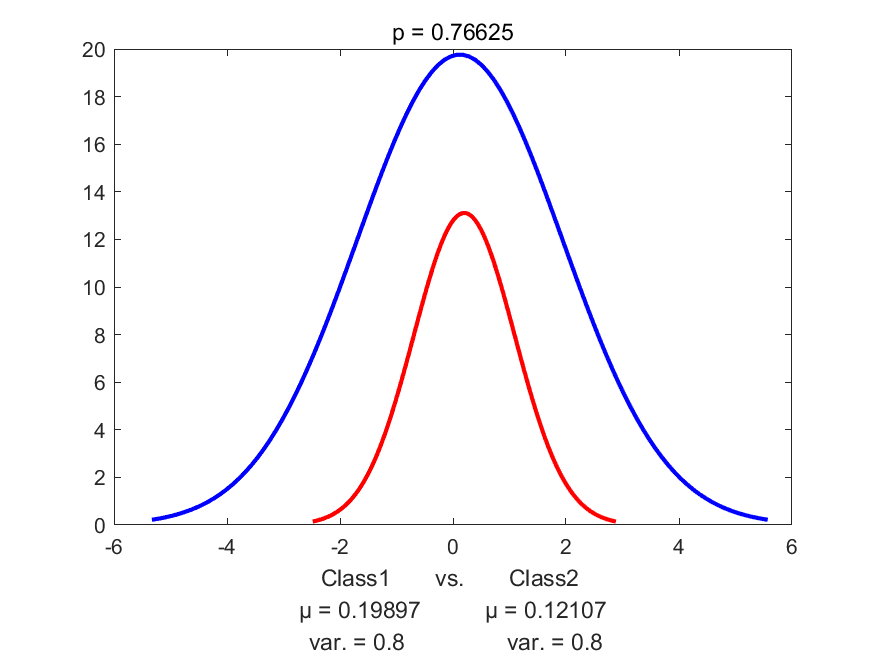 p = 0.76625
20
18
16
14
12
10
8
6
4
2
0
-6 -4 -2 0 2 4 6
Class1 vs. Class2
μ = 0.19897 μ = 0.12107
var. = 0.8 var. = 0.8